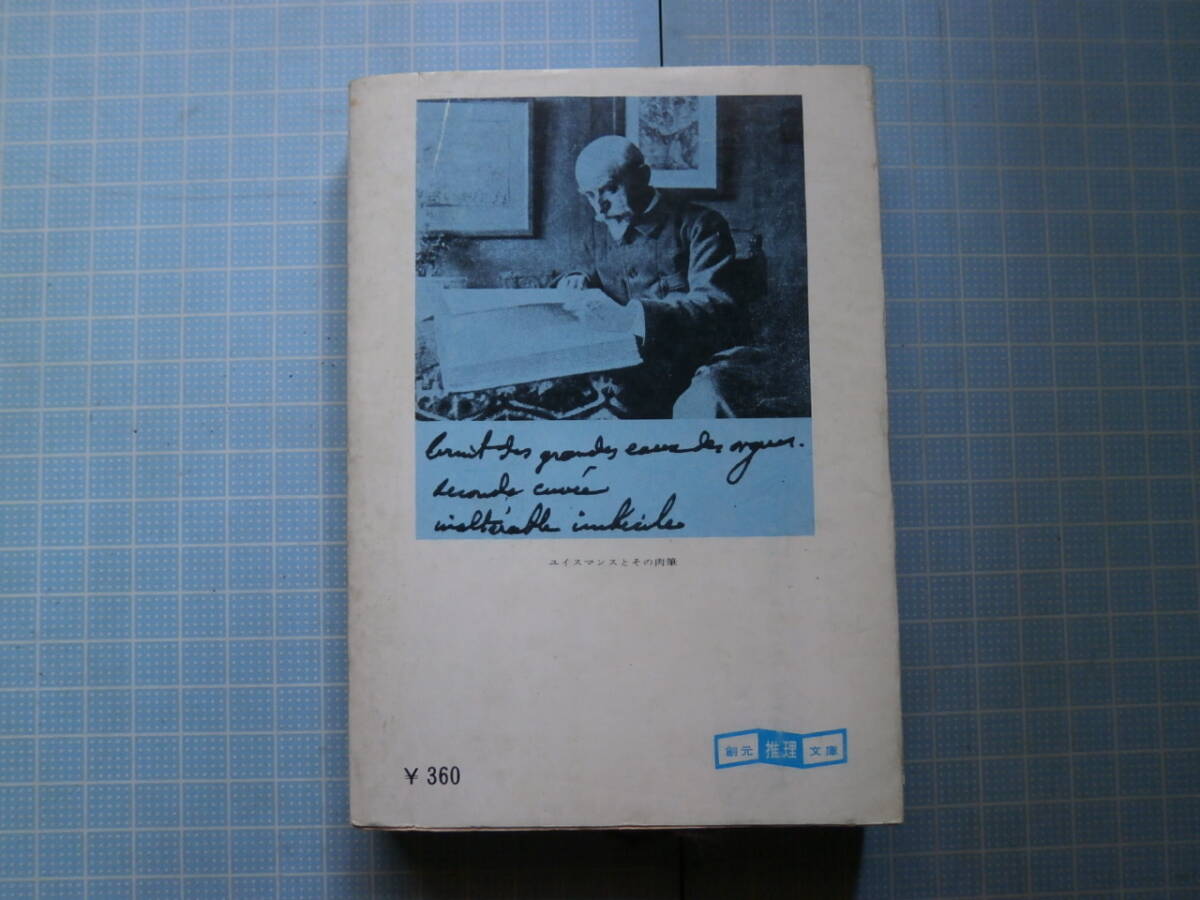 bruit des grandes eaux des orgues.
seconde cuvée
inaltérable imbécile
ユイスマンスとその肉筆
創元推理文庫
¥ 360